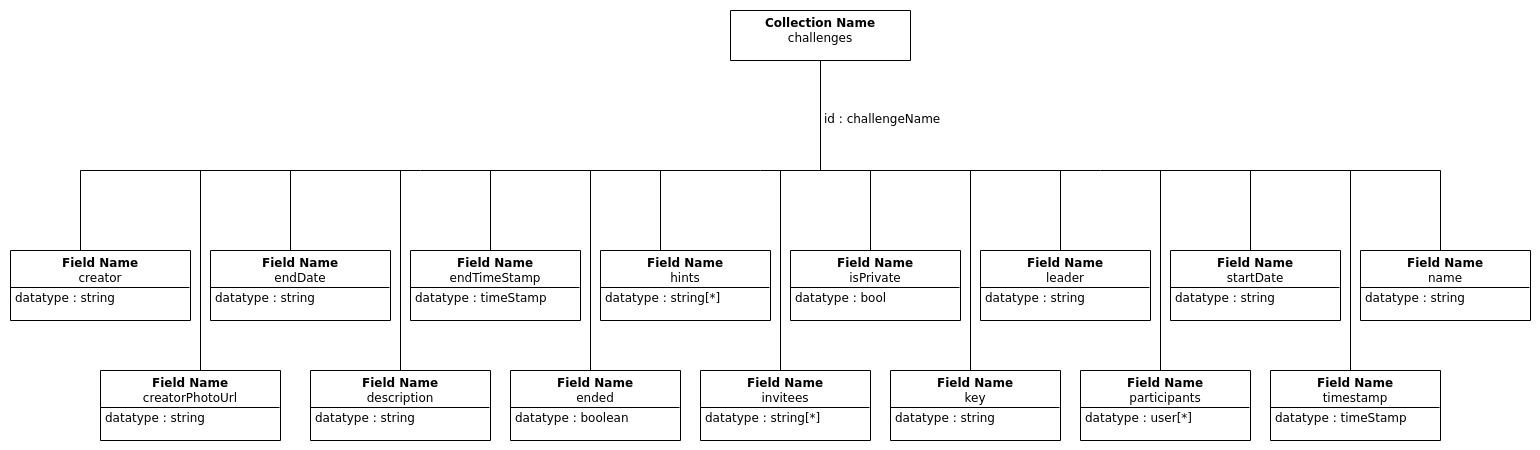 Collection Name
challenges
id : challengeName
Field Name
creator
datatype : string
Field Name
endDate
datatype : string
Field Name
endTimeStamp
datatype : timeStamp
Field Name
hints
datatype : string[*]
Field Name
isPrivate
datatype : bool
Field Name
leader
datatype : string
Field Name
startDate
datatype : string
Field Name
name
datatype : string
Field Name
creatorPhotoUrl
datatype : string
Field Name
description
datatype : string
Field Name
ended
datatype : boolean
Field Name
invitees
datatype : string[*]
Field Name
key
datatype : string
Field Name
participants
datatype : user[*]
Field Name
timestamp
datatype : timeStamp